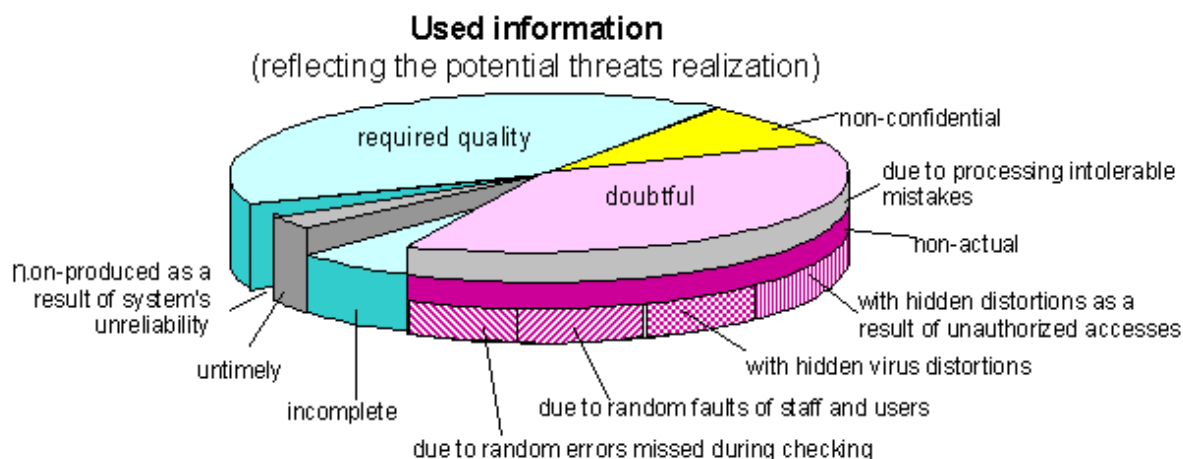 Used information
(reflecting the potential threats realization)
required quality
non-confidential
doubtful
due to processing intolerable
mistakes
non-actual
non-produced as a
result of system's
unreliability
with hidden distortions as a
result of unauthorized accesses
untimely
with hidden virus distortions
incomplete
due to random faults of staff and users
due to random errors missed during checking